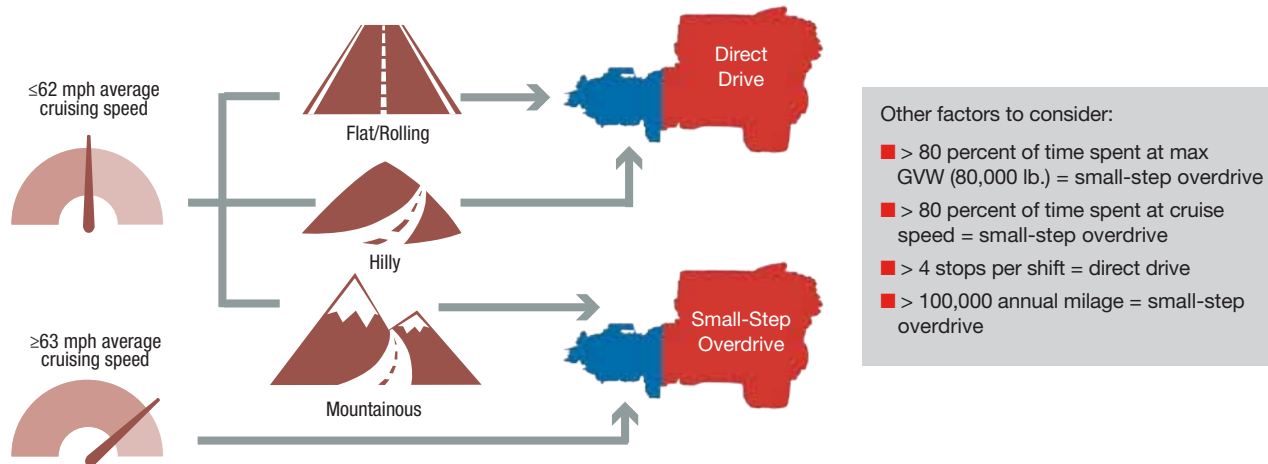 ≤62 mph average
cruising speed
Flat/Rolling
Direct
Drive
Hilly
≥63 mph average
cruising speed
Mountainous
Small-Step
Overdrive
Other factors to consider:
■ > 80 percent of time spent at max
GVW (80,000 lb.) = small-step overdrive
■ > 80 percent of time spent at cruise
speed = small-step overdrive
■ > 4 stops per shift = direct drive
■ > 100,000 annual milage = small-step
overdrive